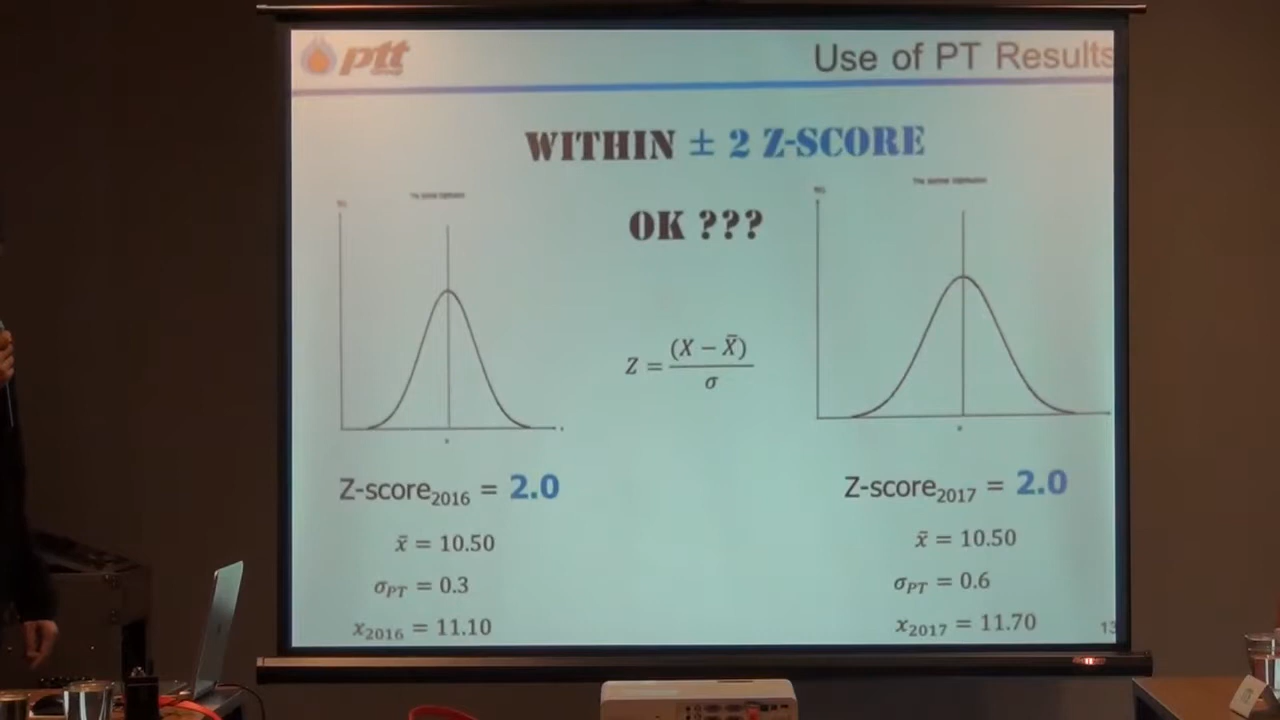 ptt
Use of PT Results
WITHIN ± 2 Z-SCORE
OK ???
Z = (X − X̄) / σ
Z-score₂₀₁₆ = 2.0
x̄ = 10.50
σPT = 0.3
x₂₀₁₆ = 11.10
Z-score₂₀₁₇ = 2.0
x̄ = 10.50
σPT = 0.6
x₂₀₁₇ = 11.70
13